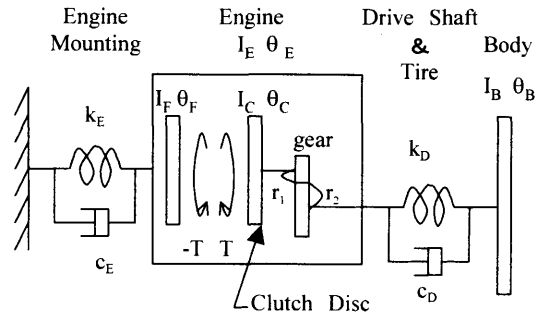 Engine
Mounting
Engine
I_E θ_E
Drive Shaft
&
Tire
Body
I_B θ_B
k_E
I_F θ_F
I_C θ_C
gear
k_D
r_1
r_2
-T T
c_E
c_D
Clutch Disc